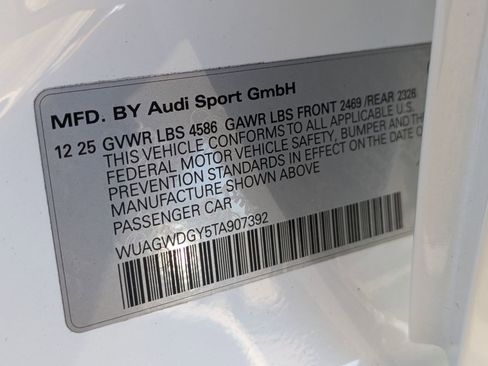 MFD. BY Audi Sport GmbH
12 25 GVWR LBS 4586 GAWR LBS FRONT 2469 /REAR 2328
THIS VEHICLE CONFORMS TO ALL APPLICABLE U.S.
FEDERAL MOTOR VEHICLE SAFETY, BUMPER AND
PREVENTION STANDARDS IN EFFECT ON THE DATE
MANUFACTURE SHOWN ABOVE
PASSENGER CAR
WUAGWDGY5TA907392